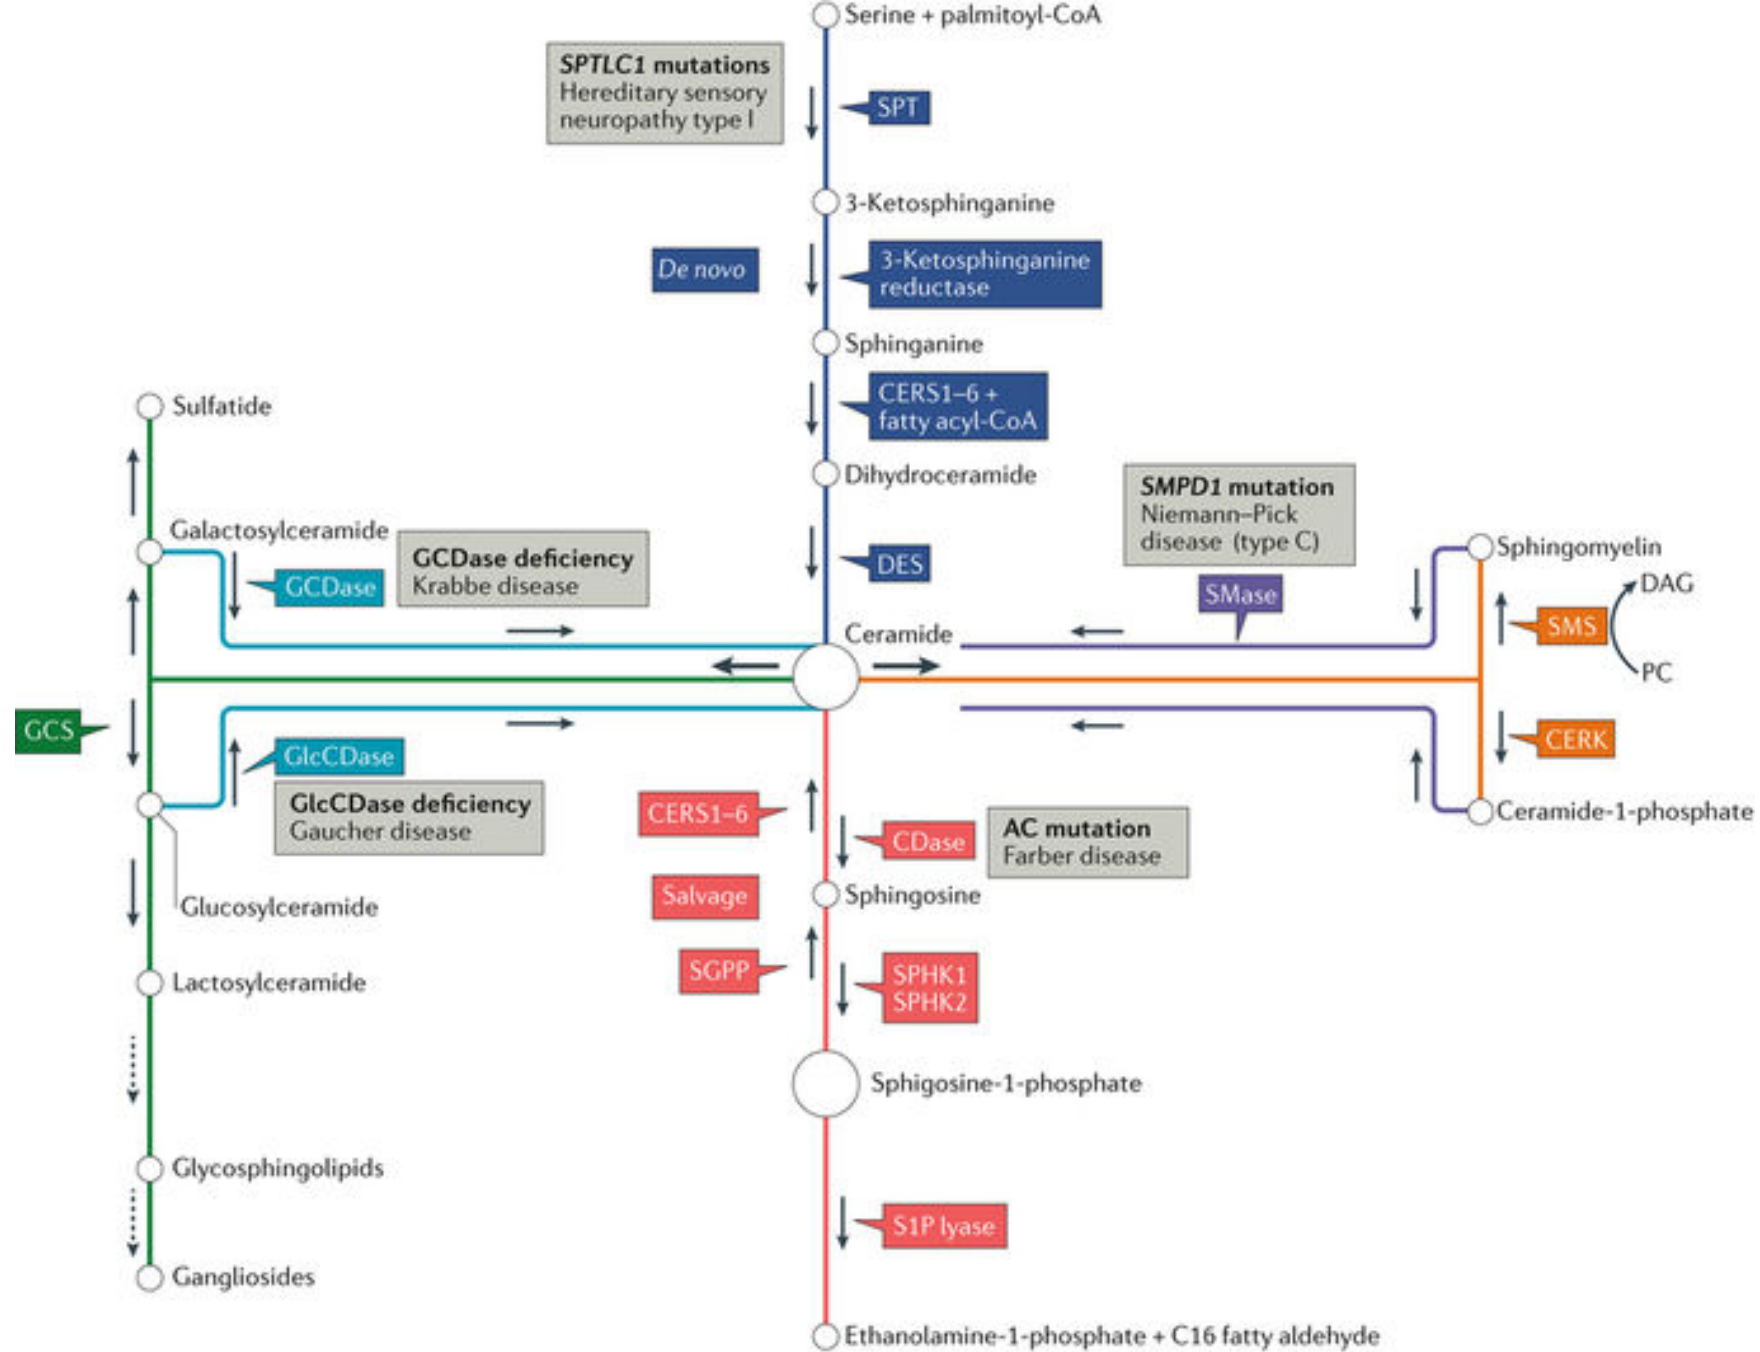 Serine + palmitoyl-CoA
SPTLC1 mutations
Hereditary sensory
neuropathy type I
SPT
3-Ketosphinganine
De novo
3-Ketosphinganine
reductase
Sphinganine
CERS1–6 +
fatty acyl-CoA
Sulfatide
Dihydroceramide
SMPD1 mutation
Niemann–Pick
disease (type C)
Galactosylceramide
GCDase deficiency
Krabbe disease
GCDase
DES
SMase
Sphingomyelin
DAG
SMS
PC
Ceramide
GCS
GlcCDase
GlcCDase deficiency
Gaucher disease
CERK
Ceramide-1-phosphate
CERS1–6
CDase
AC mutation
Farber disease
Salvage
Sphingosine
Glucosylceramide
SGPP
SPHK1
SPHK2
Lactosylceramide
Sphigosine-1-phosphate
Glycosphingolipids
S1P lyase
Gangliosides
Ethanolamine-1-phosphate + C16 fatty aldehyde